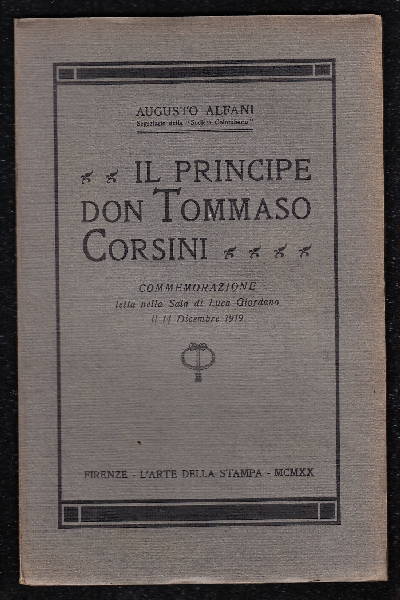 AUGUSTO ALFANI
Segretario della "Società Colombaria"
IL PRINCIPE
DON TOMMASO
CORSINI
COMMEMORAZIONE
letta nella Sala di Luca Giordano
il 14 Dicembre 1919
FIRENZE - L'ARTE DELLA STAMPA - MCMXX